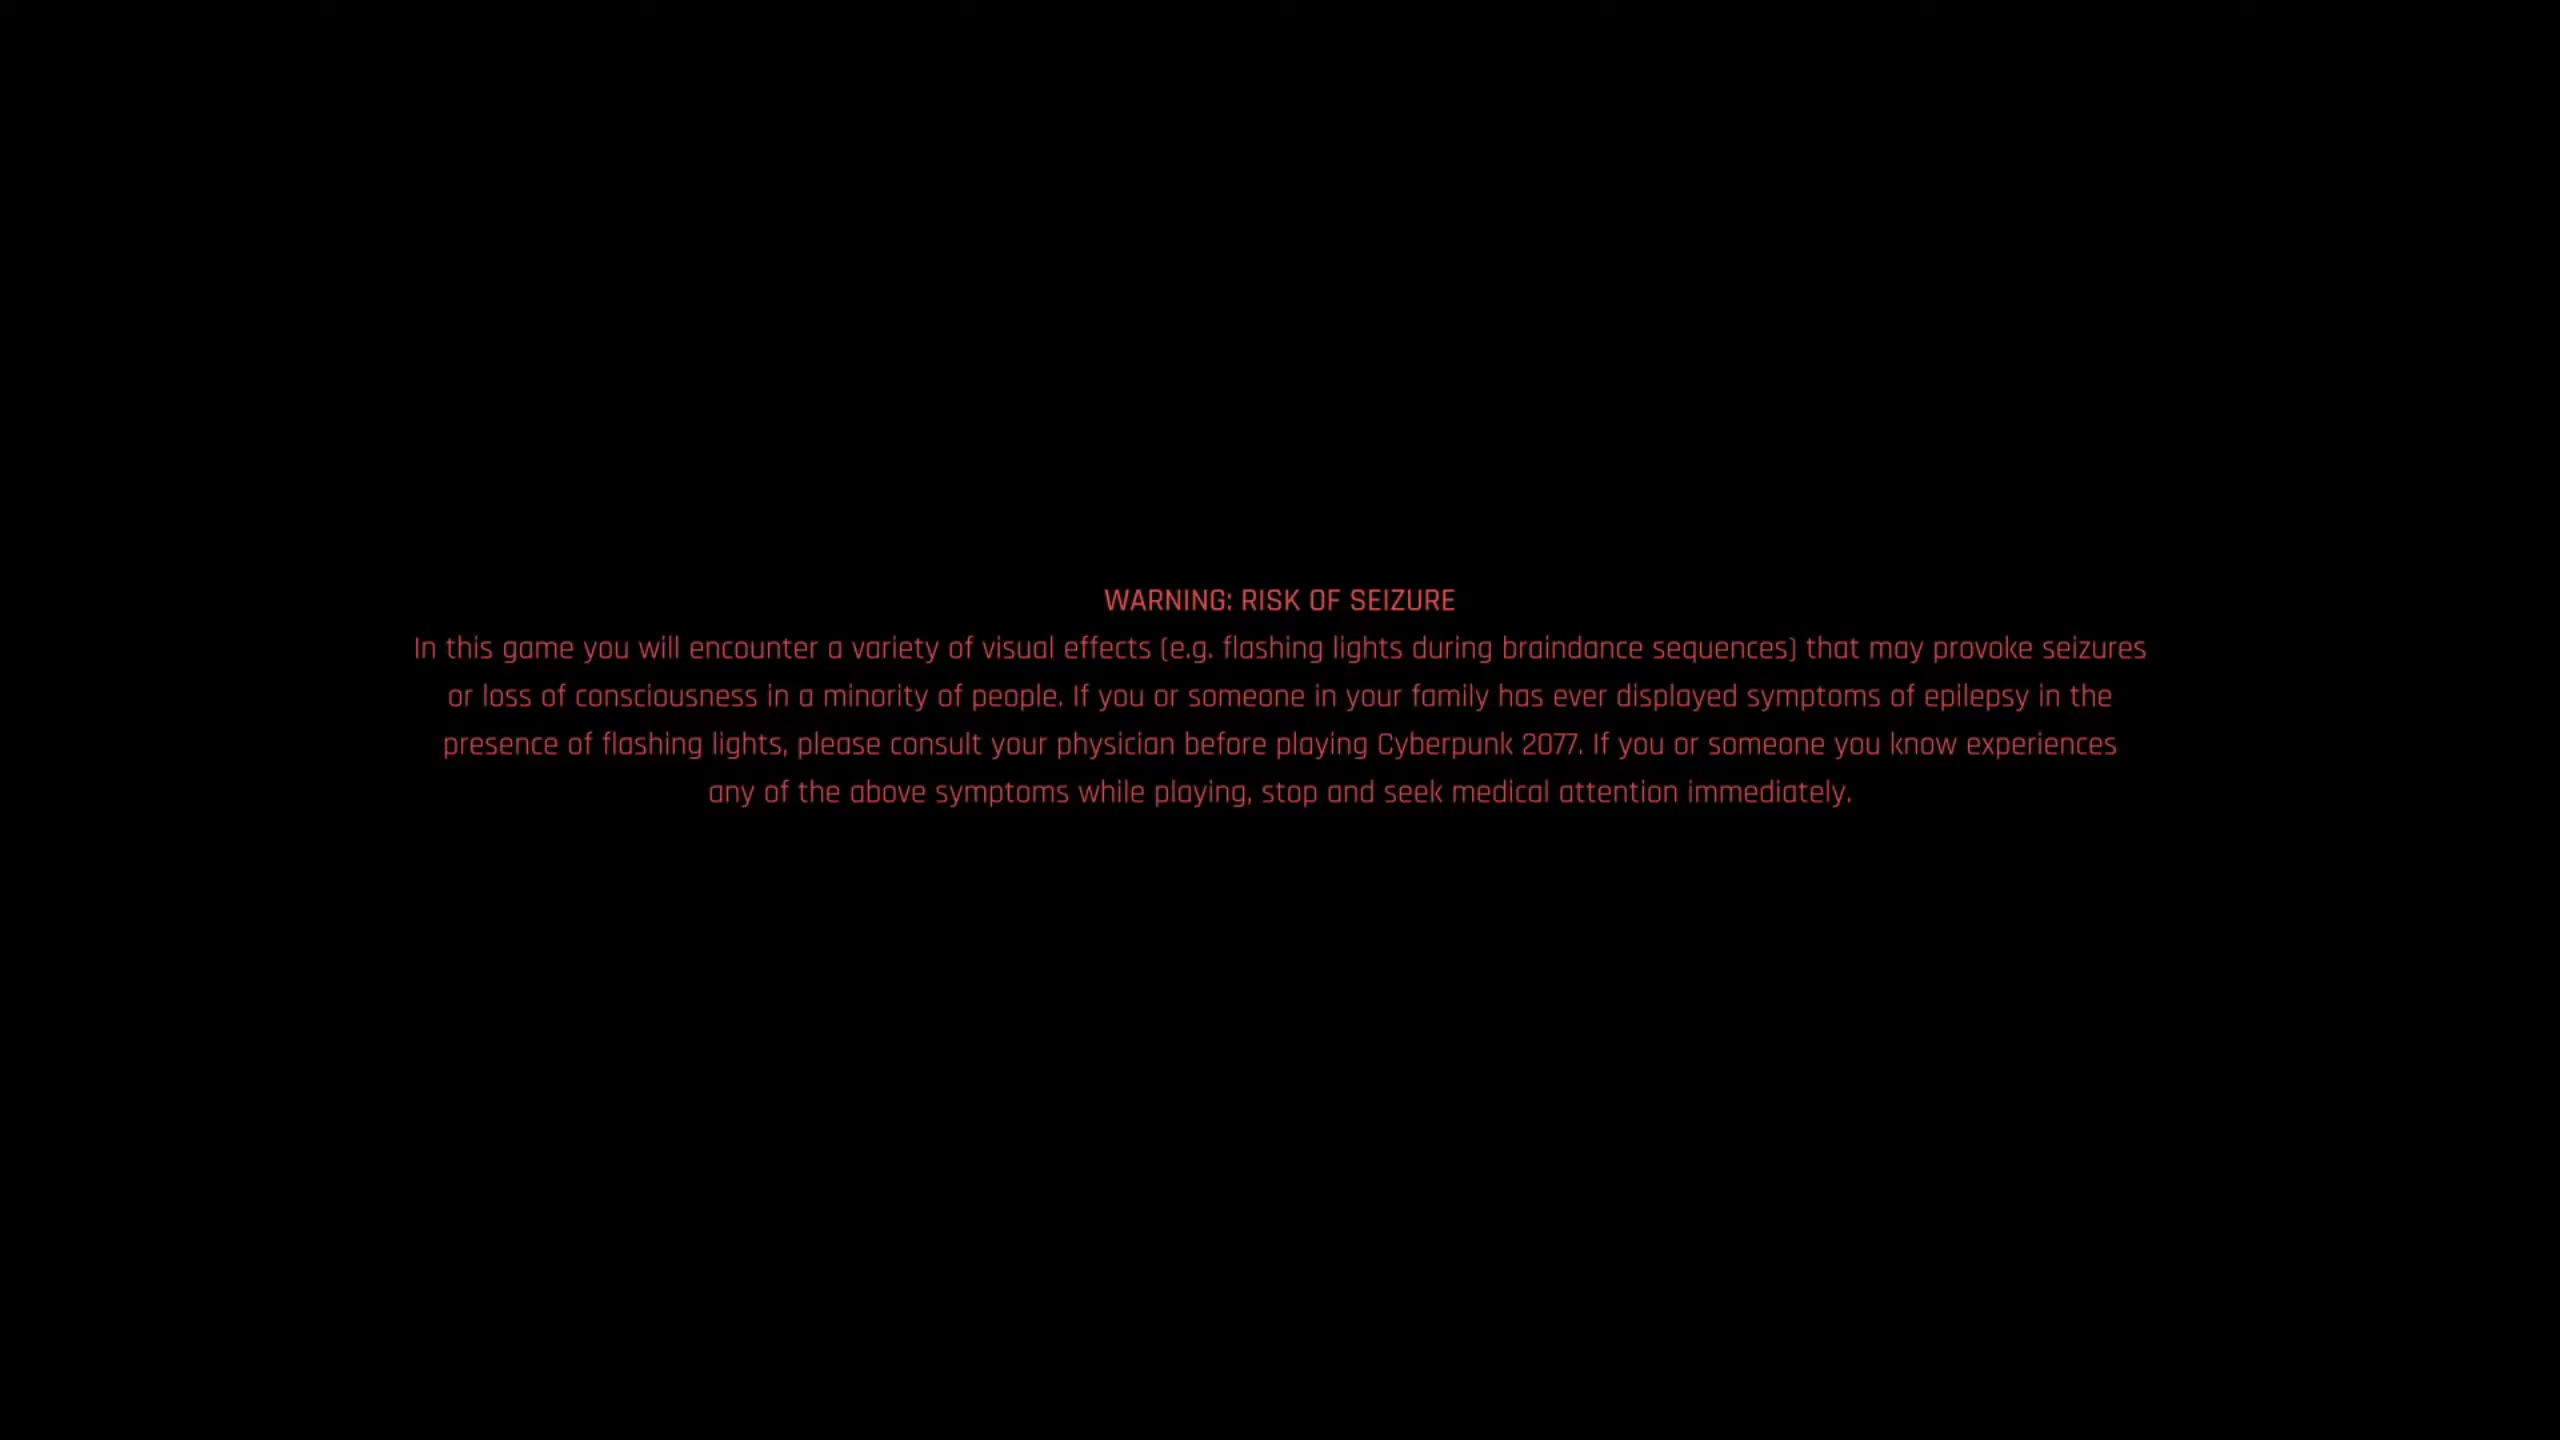 WARNING: RISK OF SEIZURE
In this game you will encounter a variety of visual effects (e.g. flashing lights during braindance sequences) that may provoke seizures
or loss of consciousness in a minority of people. If you or someone in your family has ever displayed symptoms of epilepsy in the
presence of flashing lights, please consult your physician before playing Cyberpunk 2077. If you or someone you know experiences
any of the above symptoms while playing, stop and seek medical attention immediately.